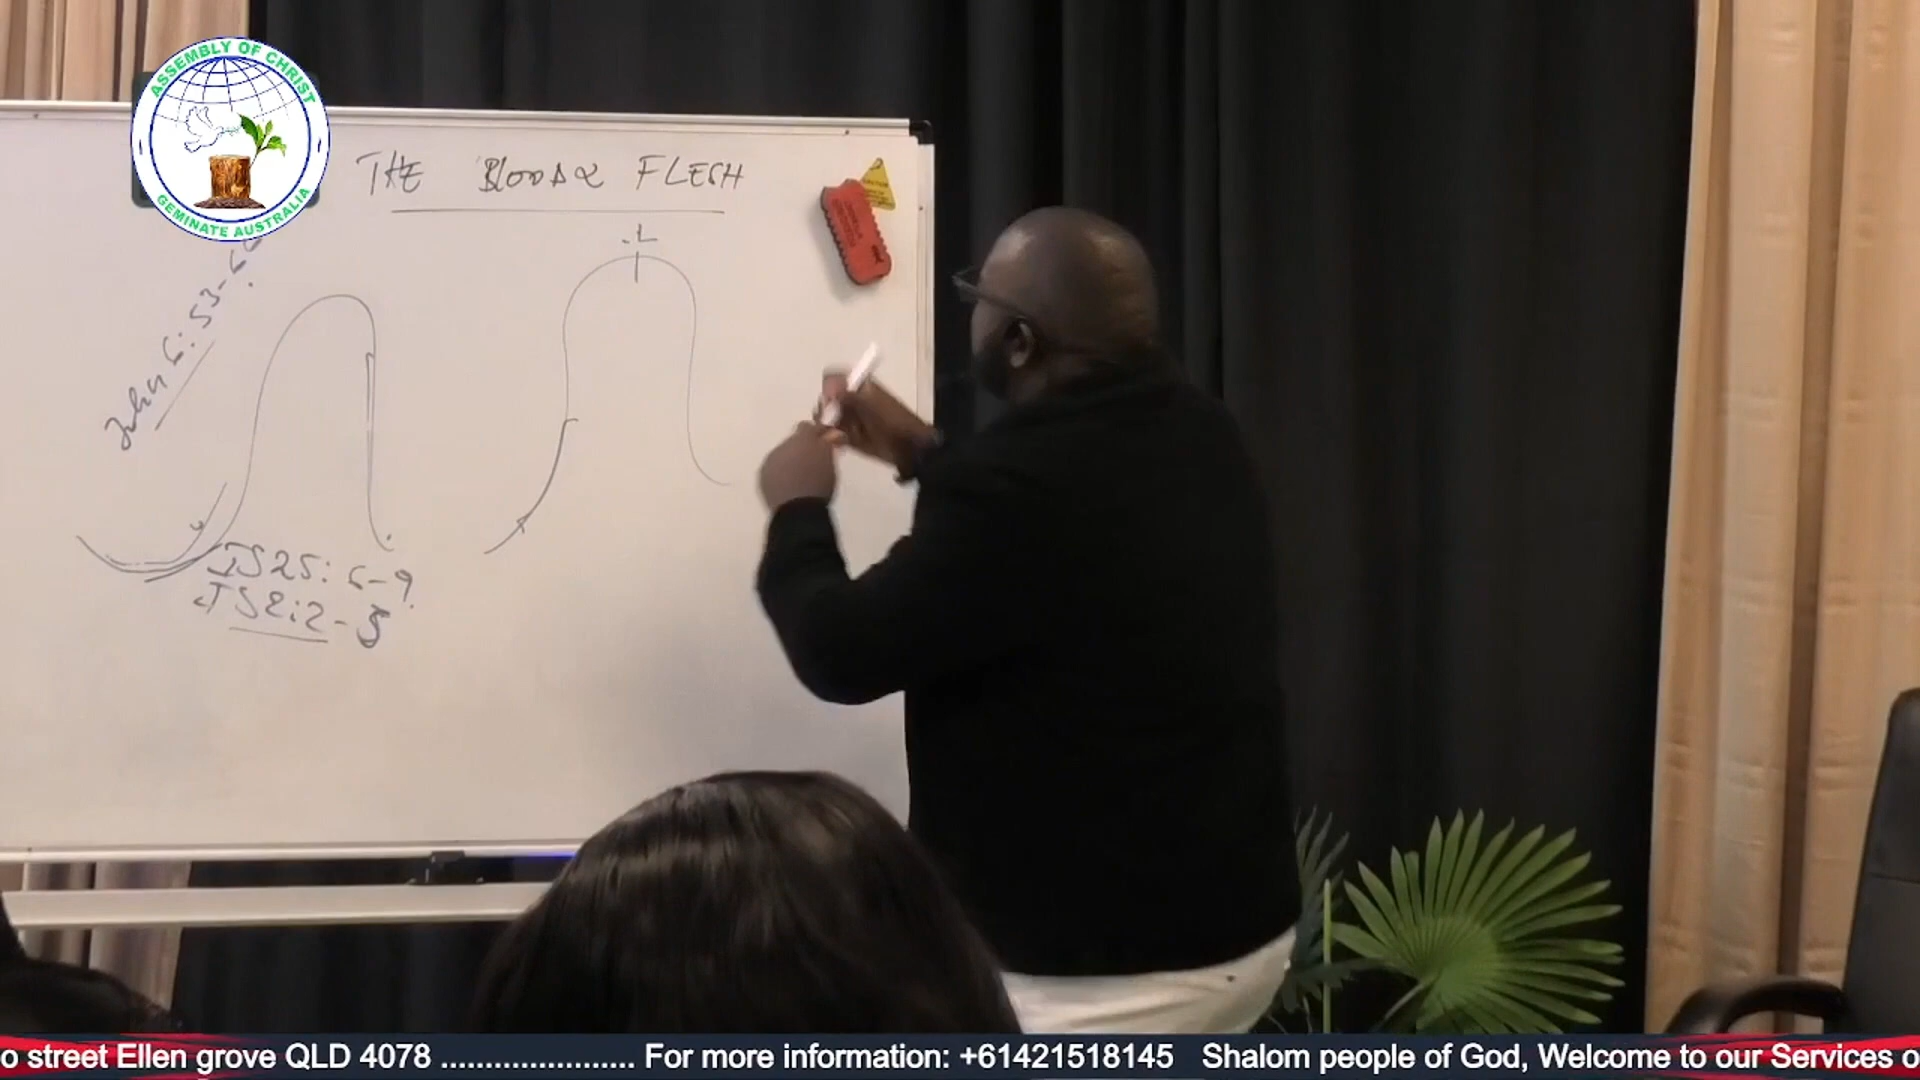 ASSEMBLY OF CHRIST
GEMINATE AUSTRALIA
THE BLOOD & FLESH
John 6: 53-6
IS 25: 6-9
IS 2:2-5
o street Ellen grove QLD 4078 ...................... For more information: +61421518145 Shalom people of God, Welcome to our Services o